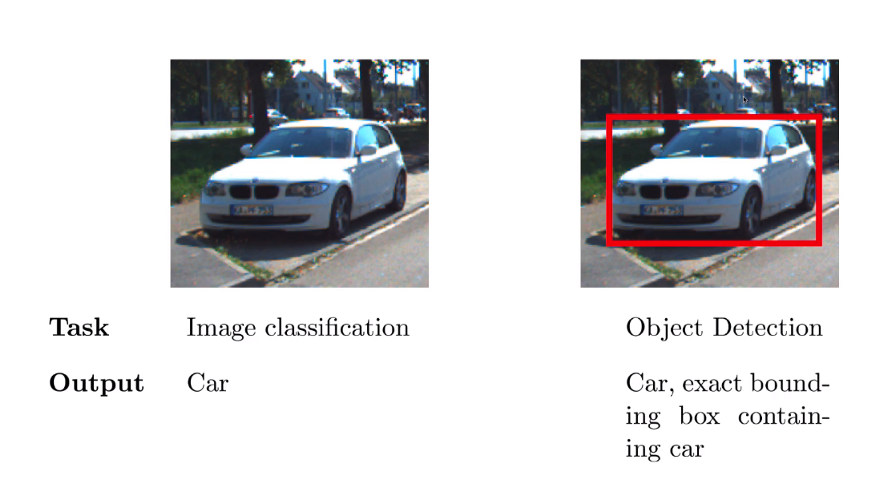 Task Image classification Object Detection
Output Car Car, exact bound-
ing box contain-
ing car